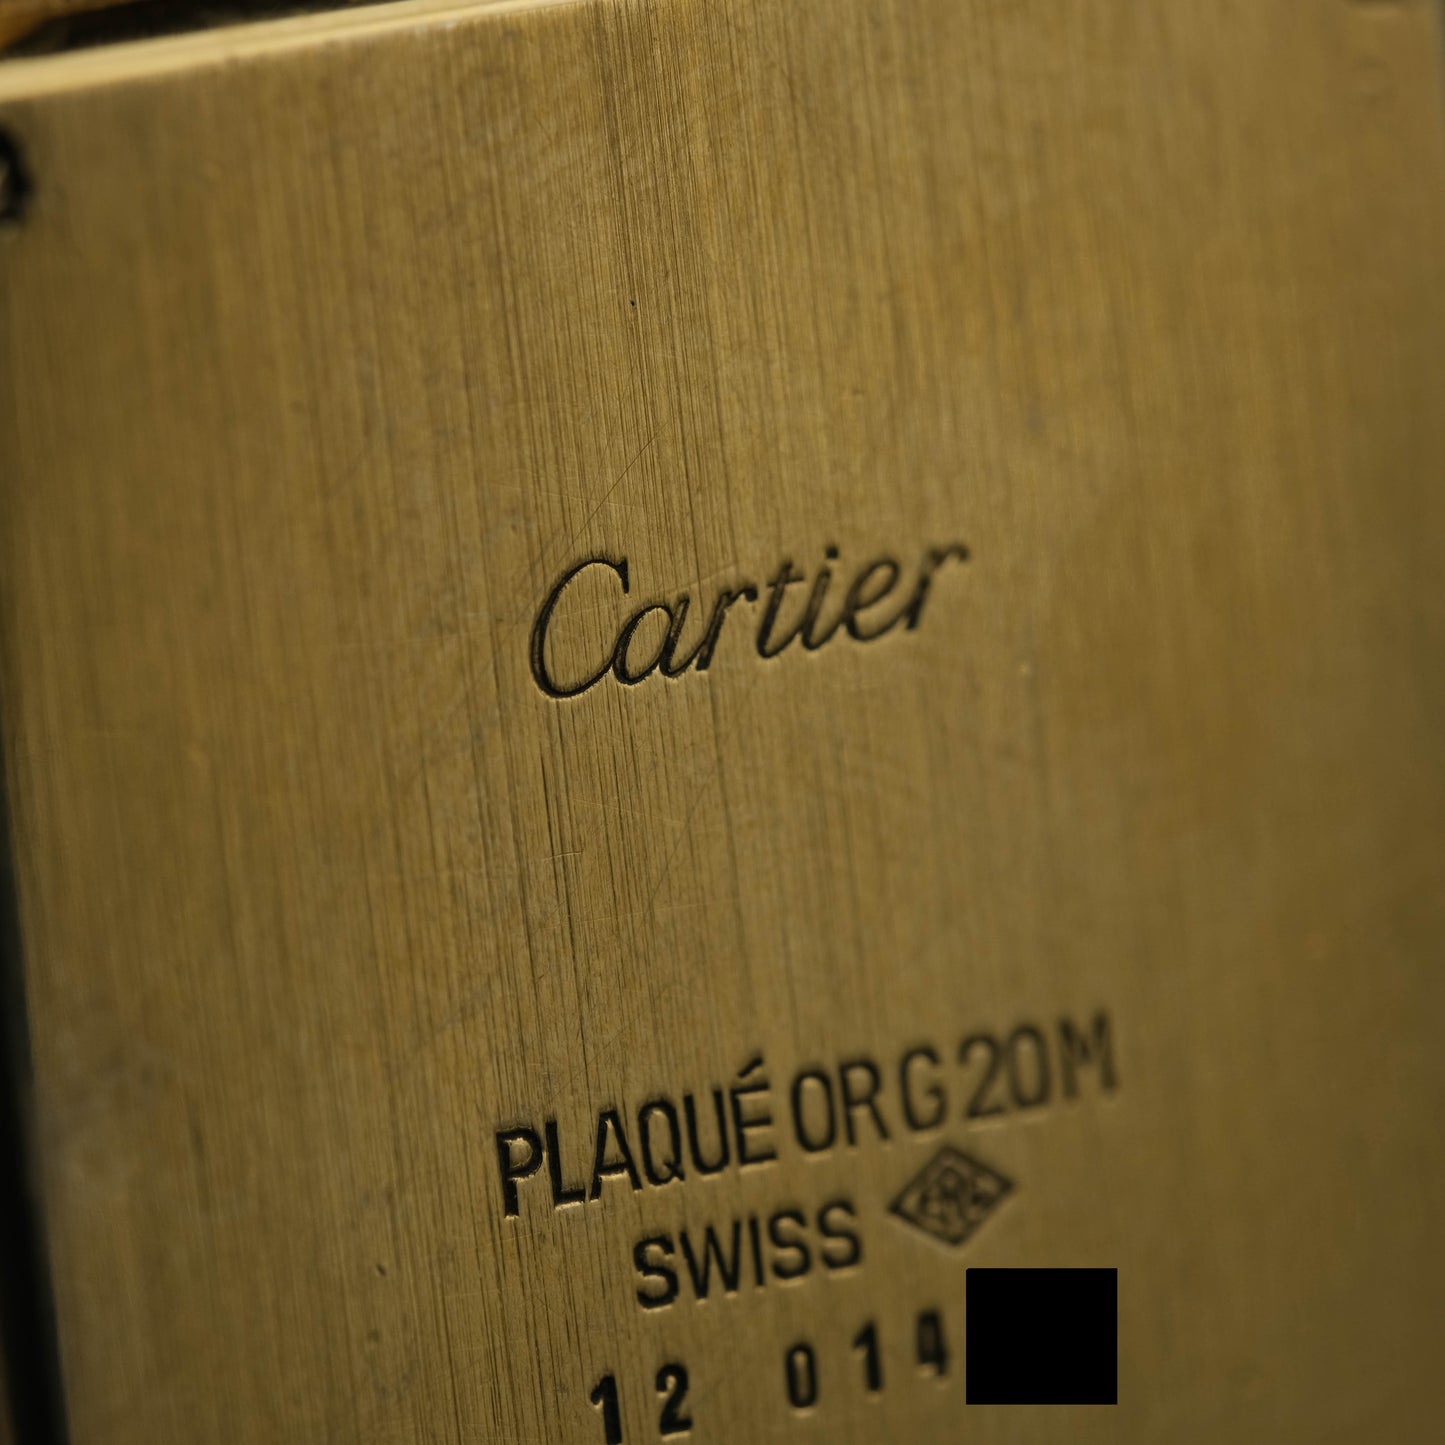 Cartier
PLAQUÉ OR G 20 M
SWISS
12 014